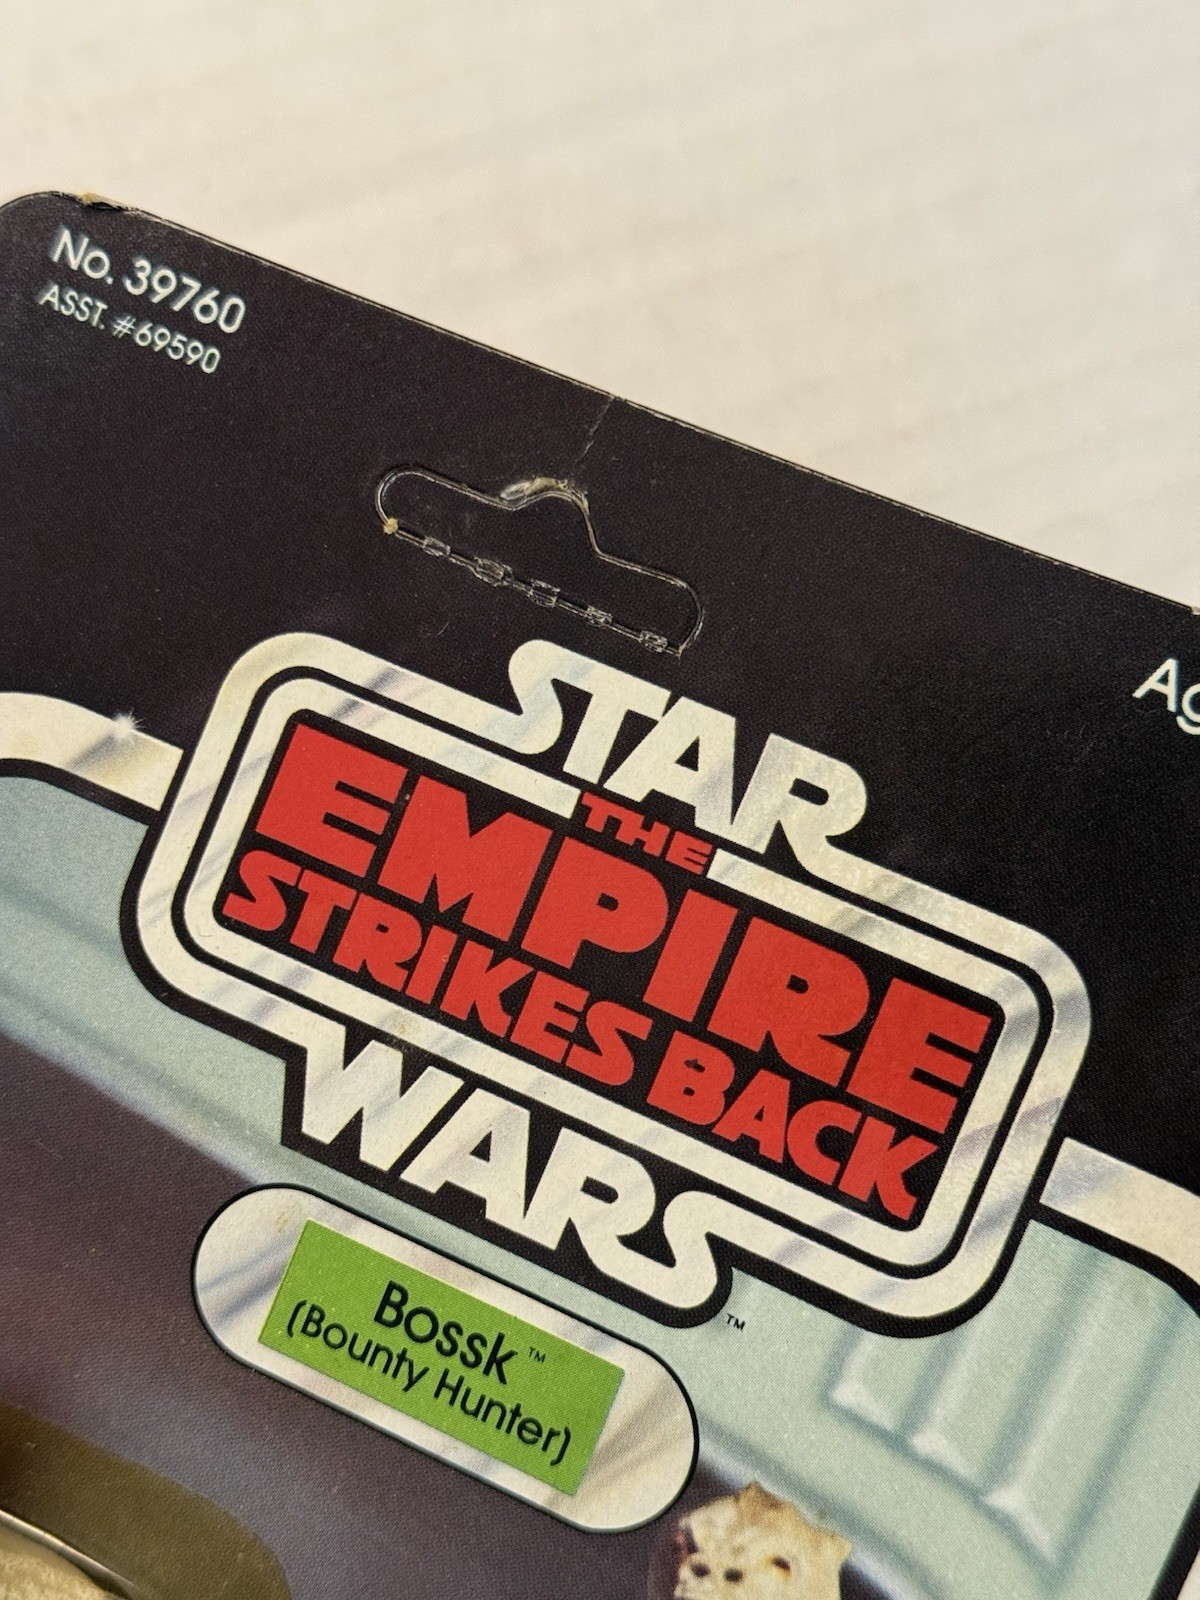 No. 39760
ASST. #69590
STAR
THE
EMPIRE
STRIKES BACK
WARS
™
Bossk™
(Bounty Hunter)